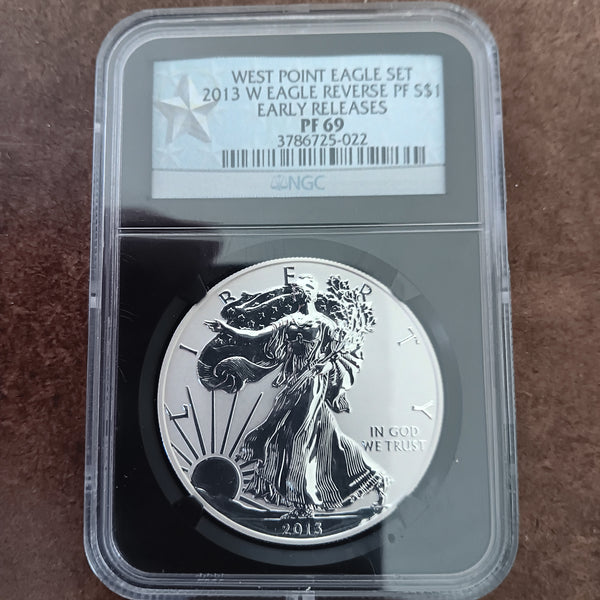 WEST POINT EAGLE SET
2013 W EAGLE REVERSE PF S$1
EARLY RELEASES
PF 69
3786725-022
NGC
LIBERTY
IN GOD
WE TRUST
2013